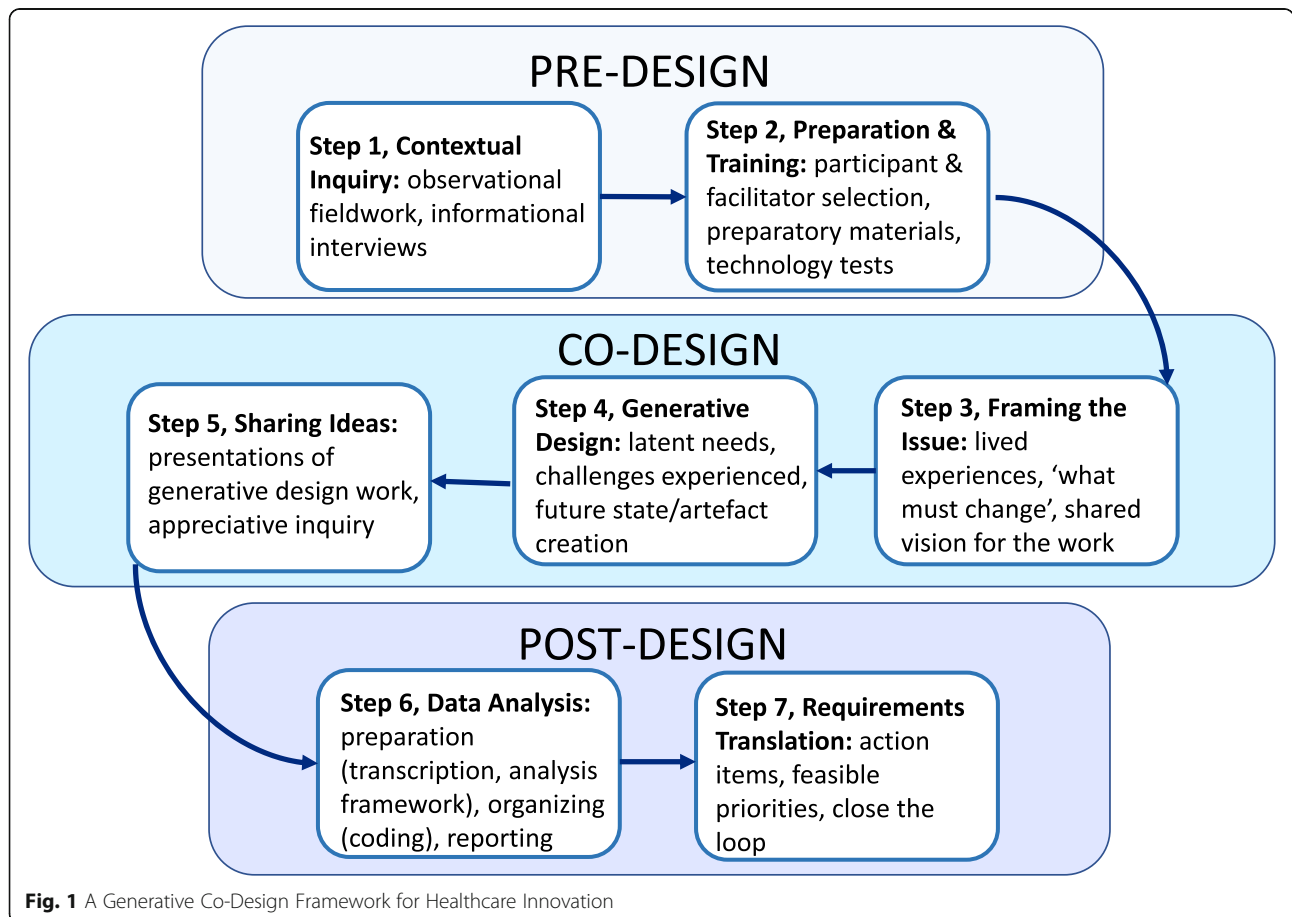 PRE-DESIGN
Step 1, Contextual
Inquiry: observational
fieldwork, informational
interviews
Step 2, Preparation &
Training: participant &
facilitator selection,
preparatory materials,
technology tests
CO-DESIGN
Step 3, Framing the
Issue: lived
experiences, ‘what
must change’, shared
vision for the work
Step 4, Generative
Design: latent needs,
challenges experienced,
future state/artefact
creation
Step 5, Sharing Ideas:
presentations of
generative design work,
appreciative inquiry
POST-DESIGN
Step 6, Data Analysis:
preparation
(transcription, analysis
framework), organizing
(coding), reporting
Step 7, Requirements
Translation: action
items, feasible
priorities, close the
loop
Fig. 1 A Generative Co-Design Framework for Healthcare Innovation